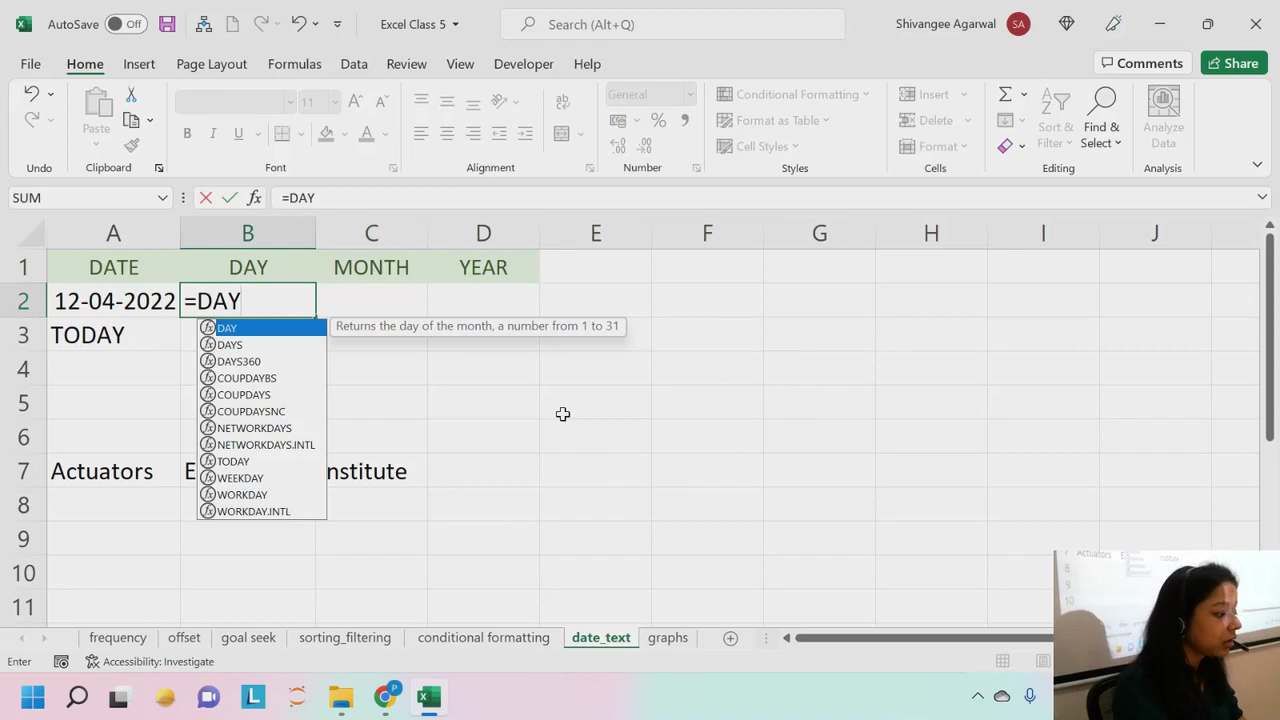 AutoSave Off Excel Class 5 Search (Alt+Q) Shivangee Agarwal SA
File Home Insert Page Layout Formulas Data Review View Developer Help Comments Share
Paste 11 General Conditional Formatting Insert Sort & Filter Find & Select Analyze Data
B I U A Format as Table Delete
Cell Styles Format
Undo Clipboard Font Alignment Number Styles Cells Editing Analysis
SUM fx =DAY
A B C D E F G H I J
1 DATE DAY MONTH YEAR
2 12-04-2022 =DAY
DAY Returns the day of the month, a number from 1 to 31
3 TODAY
DAYS
DAYS360
4
COUPDAYBS
COUPDAYS
5
COUPDAYSNC
NETWORKDAYS
6
NETWORKDAYS.INTL
TODAY
7 Actuators E nstitute
WEEKDAY
WORKDAY
8
WORKDAY.INTL
9
10
11
frequency offset goal seek sorting_filtering conditional formatting date_text graphs
Enter Accessibility: Investigate